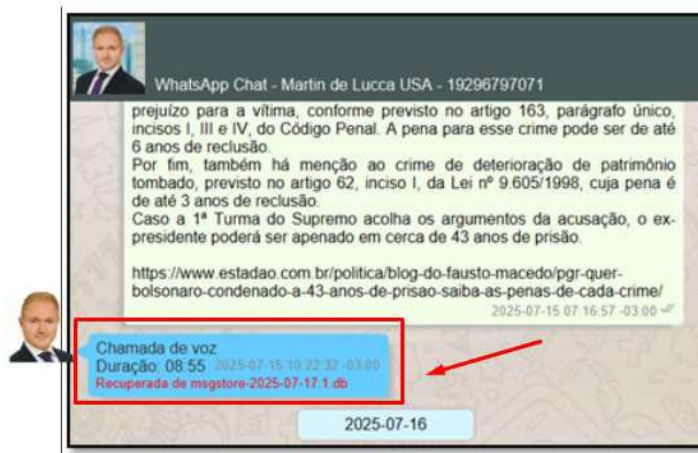 WhatsApp Chat - Martin de Lucca USA - 19296797071
prejuízo para a vítima, conforme previsto no artigo 163, parágrafo único,
incisos I, III e IV, do Código Penal. A pena para esse crime pode ser de até
6 anos de reclusão.
Por fim, também há menção ao crime de deterioração de patrimônio
tombado, previsto no artigo 62, inciso I, da Lei nº 9.605/1998, cuja pena é
de até 3 anos de reclusão.
Caso a 1ª Turma do Supremo acolha os argumentos da acusação, o ex-
presidente poderá ser apenado em cerca de 43 anos de prisão.
https://www.estadao.com.br/politica/blog-do-fausto-macedo/pgr-quer-
bolsonaro-condenado-a-43-anos-de-prisao-saiba-as-penas-de-cada-crime/
2025-07-15 07:16:57 -03:00
Chamada de voz
Duração: 08:55 2025-07-15 10:22:32 -03:00
Recuperada de msgstore-2025-07-17.1.db
2025-07-16